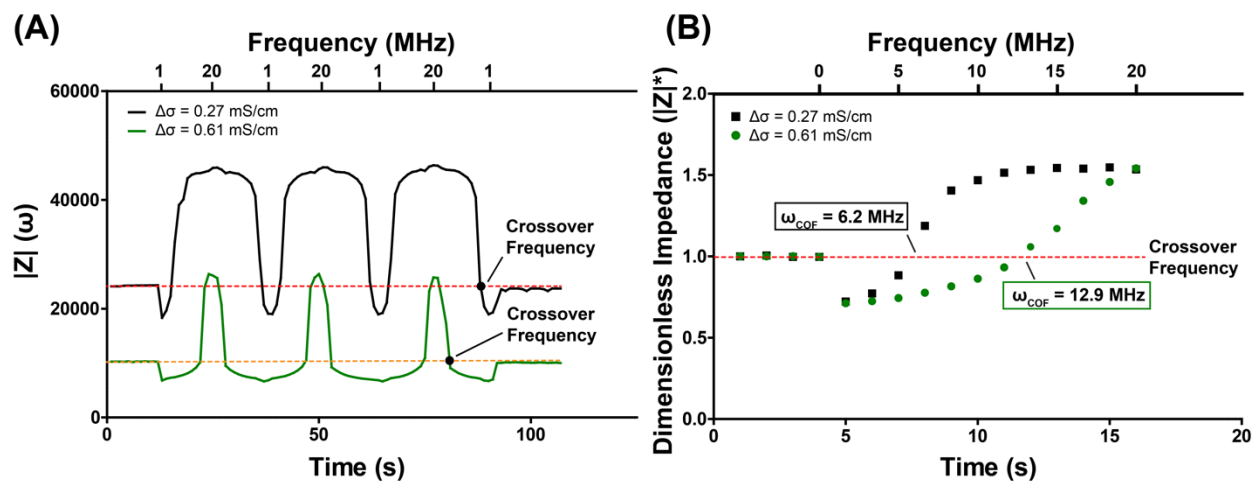 (A)
Frequency (MHz)
1 20 1 20 1 20 1
60000
40000
20000
0
|Z| (ω)
Δσ = 0.27 mS/cm
Δσ = 0.61 mS/cm
Crossover
Frequency
Crossover
Frequency
0 50 100
Time (s)
(B)
Frequency (MHz)
0 5 10 15 20
2.0
1.5
1.0
0.5
0.0
Dimensionless Impedance (|Z|*)
Δσ = 0.27 mS/cm
Δσ = 0.61 mS/cm
ωCOF = 6.2 MHz
Crossover
Frequency
ωCOF = 12.9 MHz
0 5 10 15 20
Time (s)